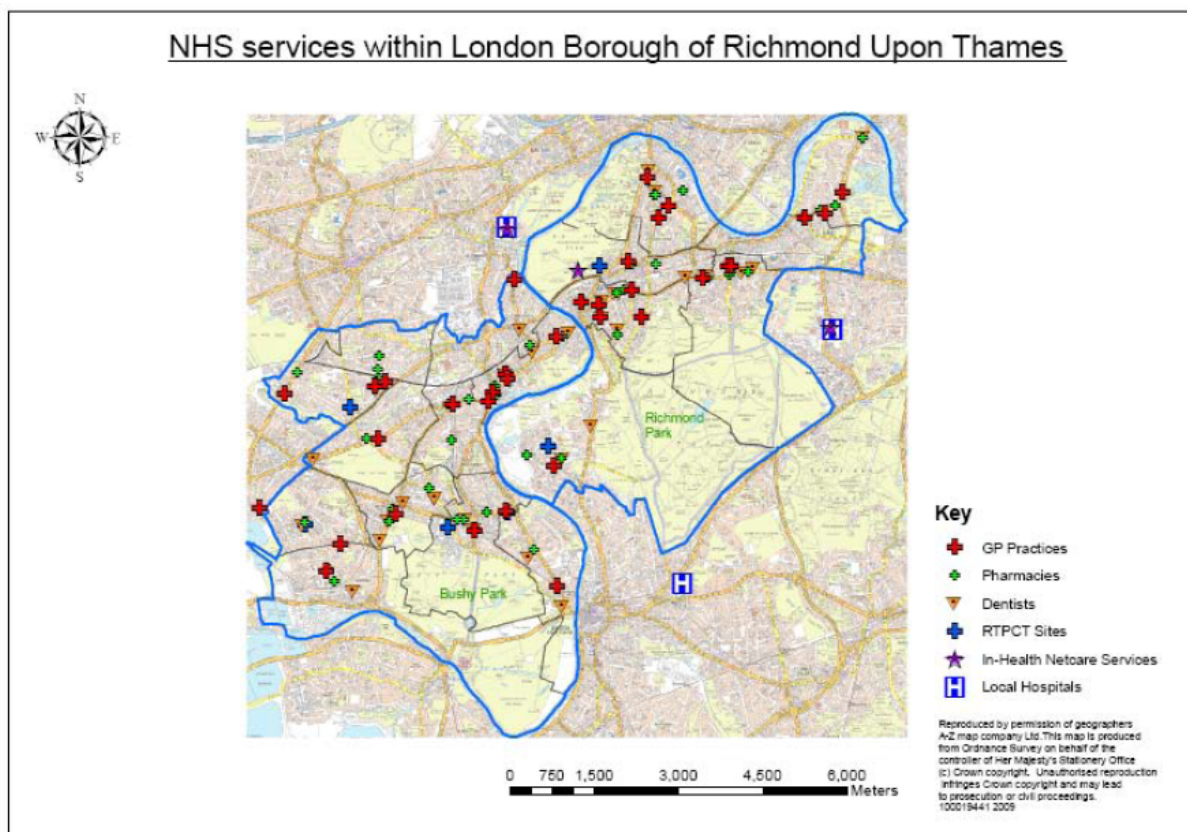 NHS services within London Borough of Richmond Upon Thames
N
W
E
S
Richmond
Park
Bushy Park
Key
GP Practices
Pharmacies
Dentists
RTPCT Sites
In-Health Netcare Services
H
Local Hospitals
H
H
H
Reproduced by permission of geographers
A-Z map company Ltd.This map is produced
from Ordnance Survey on behalf of the
controller of Her Majesty's Stationery Office
(c) Crown copyright. Unauthorised reproduction
infringes Crown copyright and may lead
to prosecution or civil proceedings.
100019441 2009
0 750 1,500 3,000 4,500 6,000
Meters